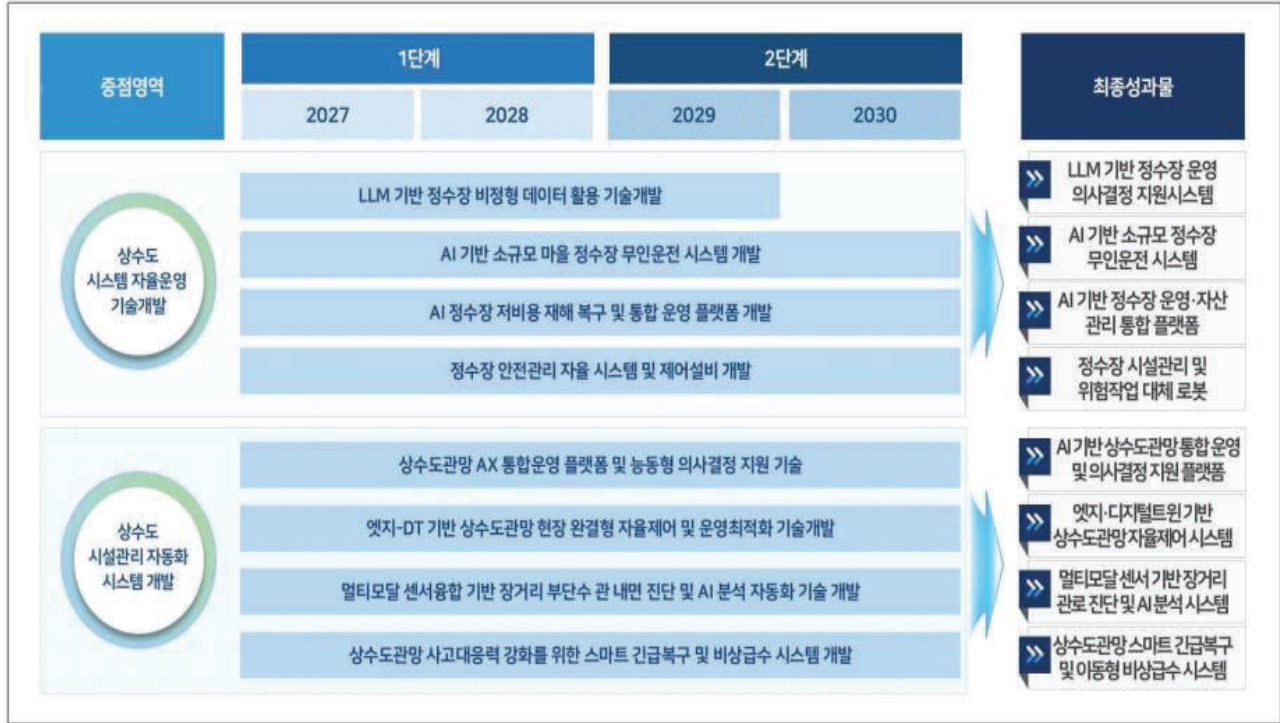 중점영역
1단계
2단계
최종성과물
2027
2028
2029
2030
상수도
시스템 자율운영
기술개발
LLM 기반 정수장 비정형 데이터 활용 기술개발
AI 기반 소규모 마을 정수장 무인운전 시스템 개발
AI 정수장 저비용 재해 복구 및 통합 운영 플랫폼 개발
정수장 안전관리 자율 시스템 및 제어설비 개발
LLM 기반 정수장 운영
의사결정 지원시스템
AI 기반 소규모 정수장
무인운전 시스템
AI 기반 정수장 운영·자산
관리 통합 플랫폼
정수장 시설관리 및
위험작업 대체 로봇
상수도
시설관리 자동화
시스템 개발
상수도관망 AX 통합운영 플랫폼 및 능동형 의사결정 지원 기술
엣지-DT 기반 상수도관망 현장 완결형 자율제어 및 운영최적화 기술개발
멀티모달 센서융합 기반 장거리 부단수 관 내면 진단 및 AI 분석 자동화 기술 개발
상수도관망 사고대응력 강화를 위한 스마트 긴급복구 및 비상급수 시스템 개발
AI 기반 상수도관망 통합 운영
및 의사결정 지원 플랫폼
엣지·디지털트윈 기반
상수도관망 자율제어 시스템
멀티모달 센서 기반 장거리
관로 진단 및 AI 분석 시스템
상수도관망 스마트 긴급복구
및 이동형 비상급수 시스템